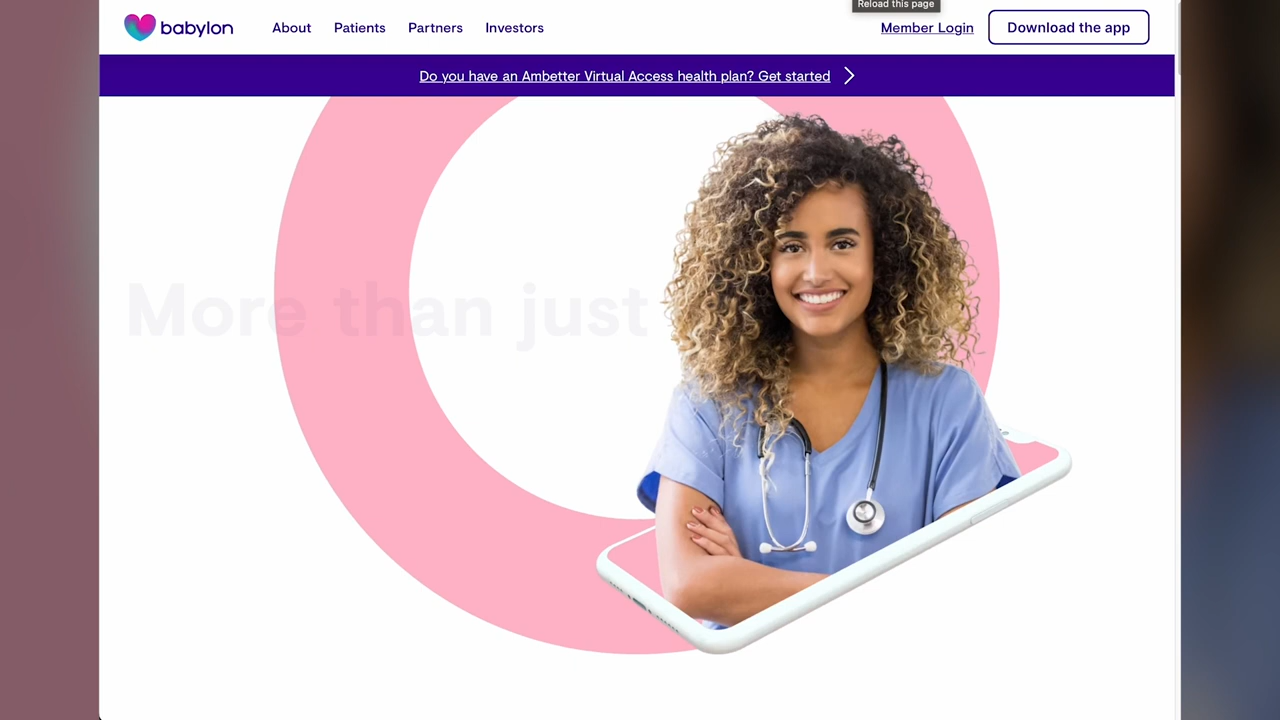 Reload this page
babylon
About
Patients
Partners
Investors
Member Login
Download the app
Do you have an Ambetter Virtual Access health plan? Get started
More than just